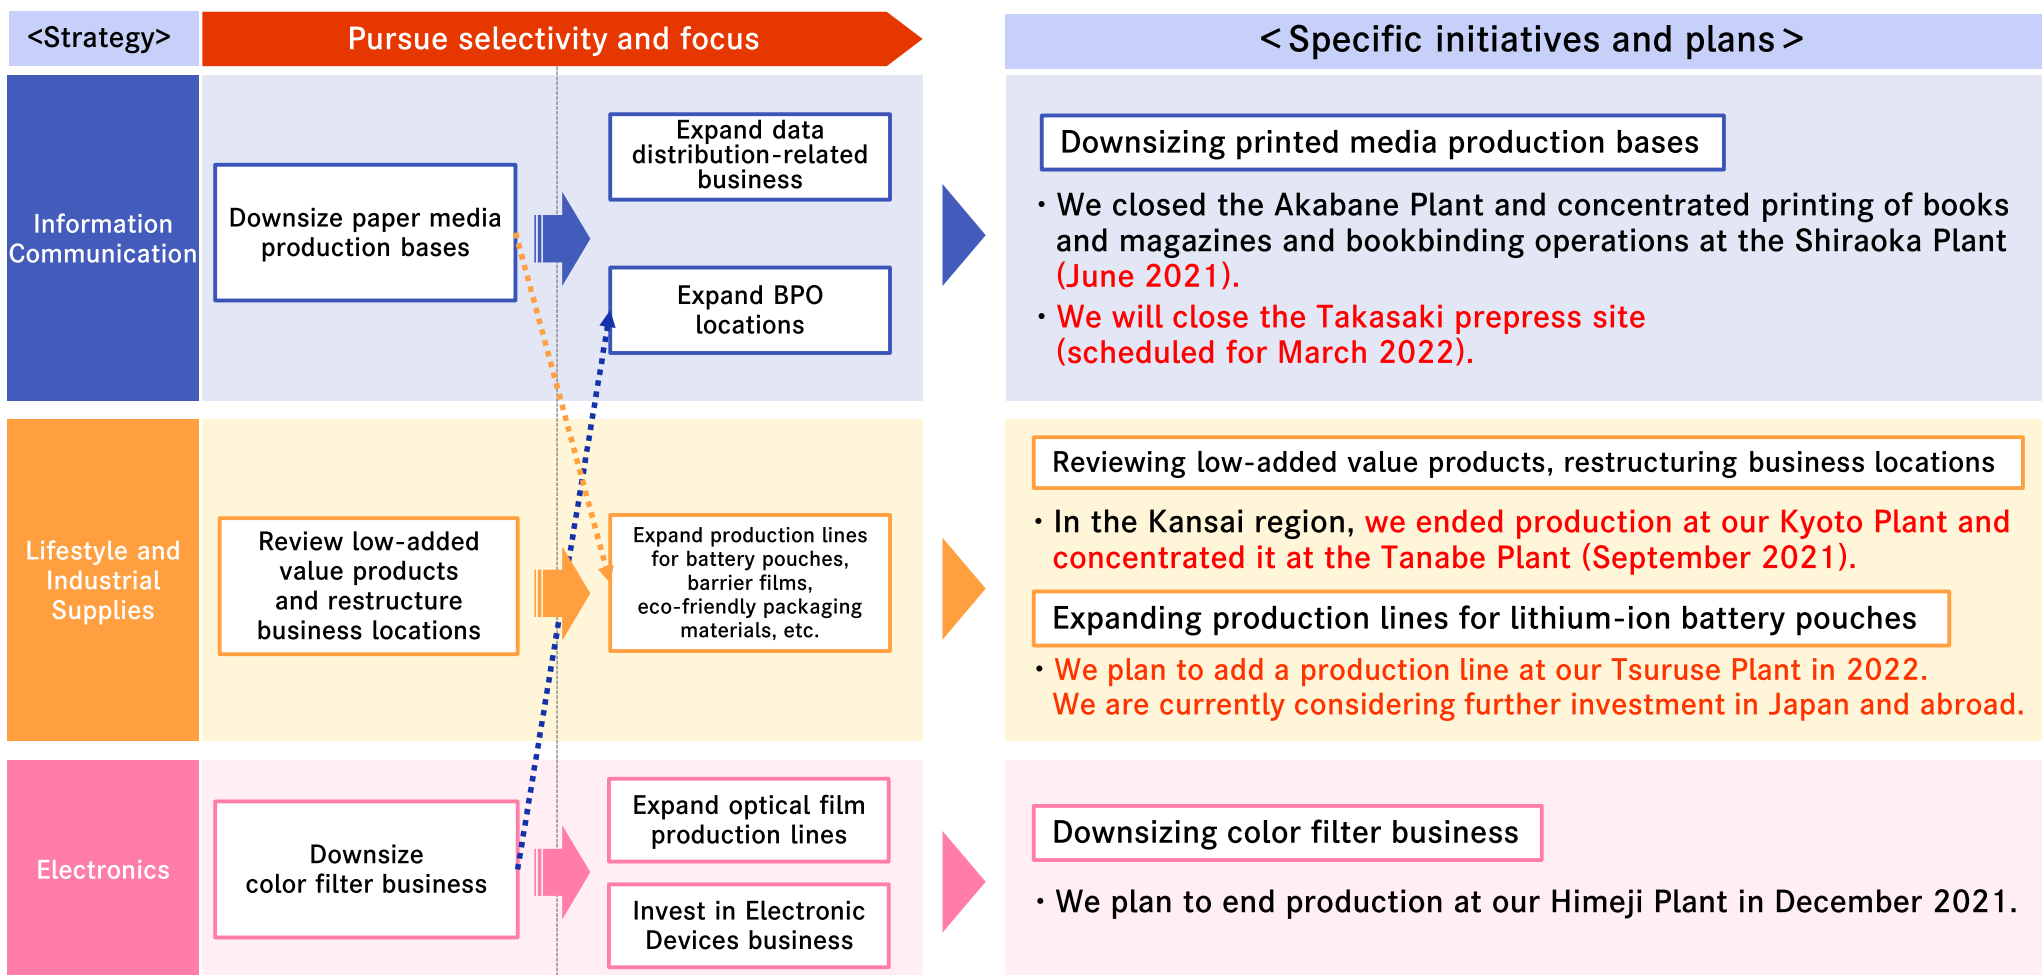 <Strategy>
Pursue selectivity and focus
<Specific initiatives and plans>
Information
Communication
Downsize paper media
production bases
Expand data
distribution-related
business
Expand BPO
locations
Downsizing printed media production bases
・We closed the Akabane Plant and concentrated printing of books
and magazines and bookbinding operations at the Shiraoka Plant
(June 2021).
・We will close the Takasaki prepress site
(scheduled for March 2022).
Lifestyle and
Industrial
Supplies
Review low-added
value products
and restructure
business locations
Expand production lines
for battery pouches,
barrier films,
eco-friendly packaging
materials, etc.
Reviewing low-added value products, restructuring business locations
・In the Kansai region, we ended production at our Kyoto Plant and
concentrated it at the Tanabe Plant (September 2021).
Expanding production lines for lithium-ion battery pouches
・We plan to add a production line at our Tsuruse Plant in 2022.
We are currently considering further investment in Japan and abroad.
Electronics
Downsize
color filter business
Expand optical film
production lines
Invest in Electronic
Devices business
Downsizing color filter business
・We plan to end production at our Himeji Plant in December 2021.